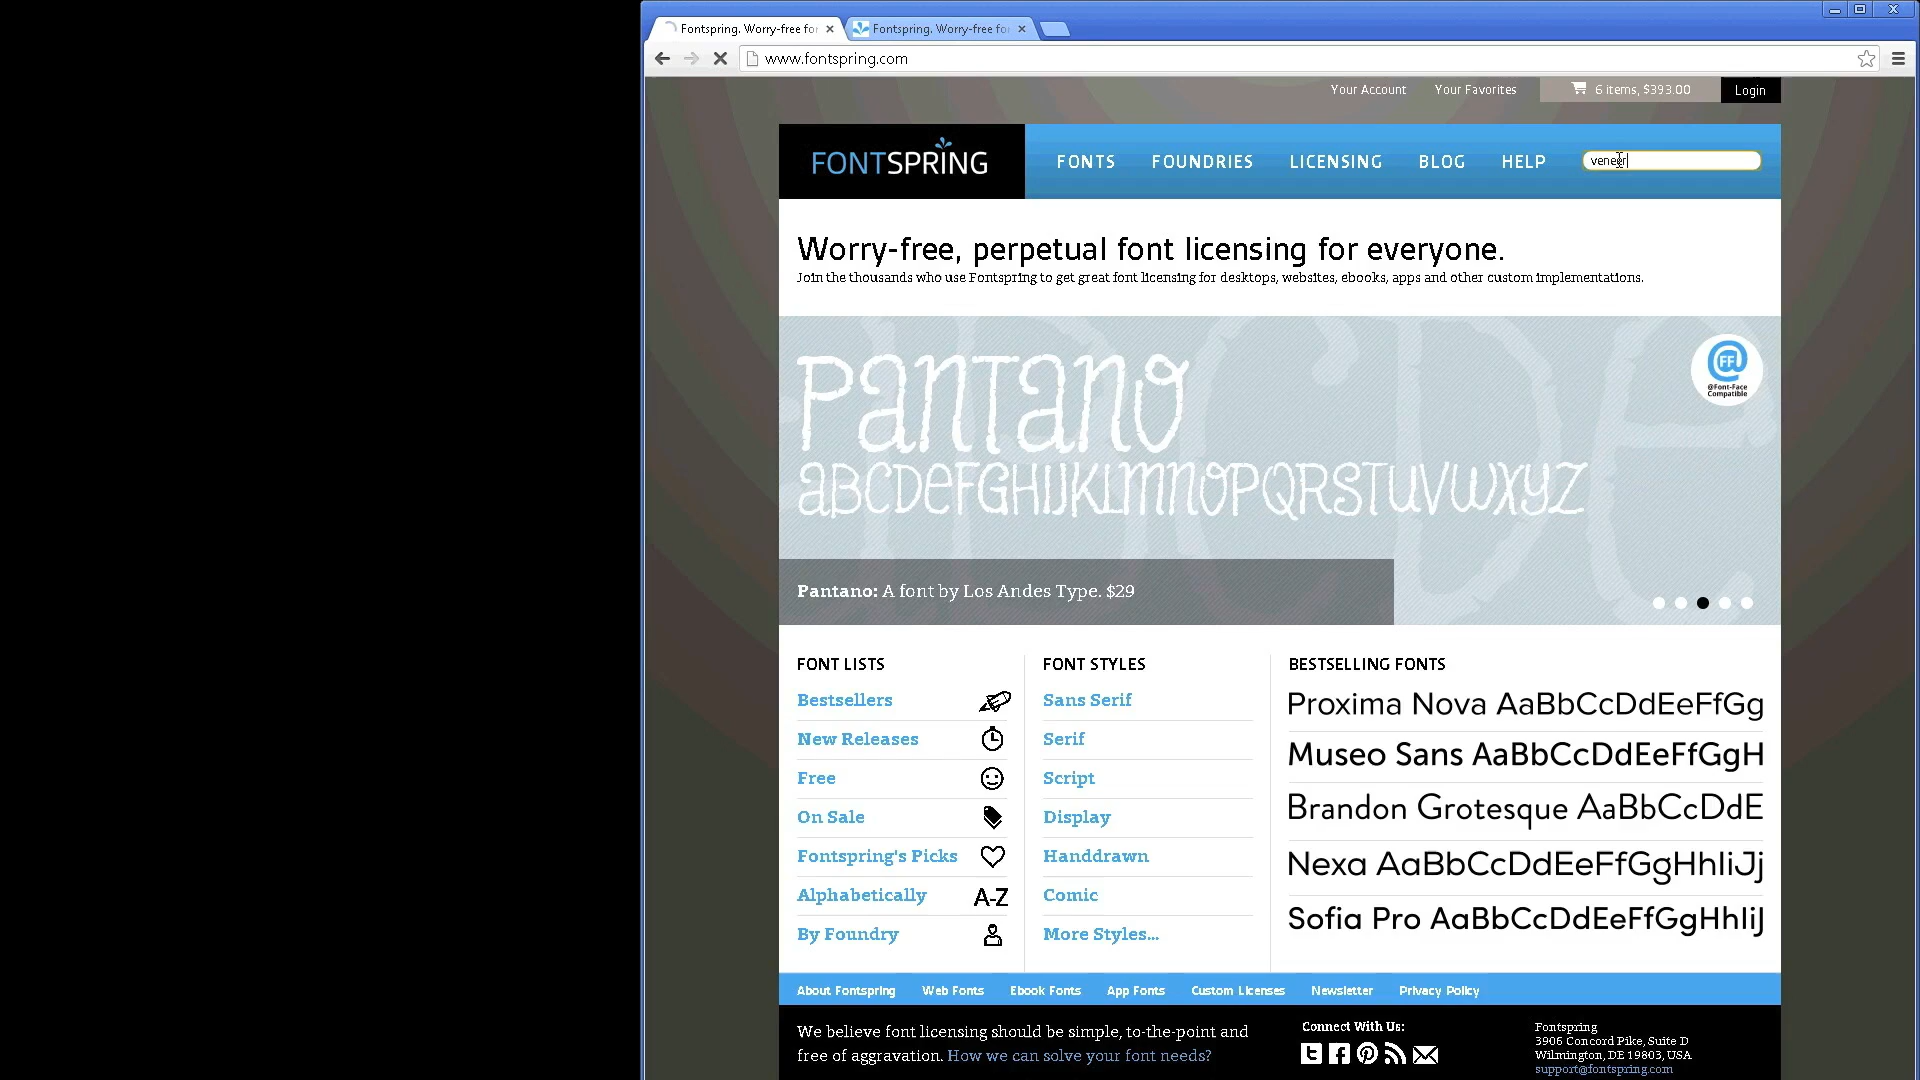 Fontspring. Worry-free fo
Fontspring. Worry-free fo
www.fontspring.com
Your Account
Your Favorites
6 items, $393.00
Login
FONTSPRING
FONTS
FOUNDRIES
LICENSING
BLOG
HELP
veneer
Worry-free, perpetual font licensing for everyone.
Join the thousands who use Fontspring to get great font licensing for desktops, websites, ebooks, apps and other custom implementations.
Pantano
ABCDEFGHIJKLMNOPQRSTUVWXYZ
@FF
@Font-Face
Compatible
Pantano: A font by Los Andes Type. $29
FONT LISTS
Bestsellers
New Releases
Free
On Sale
Fontspring's Picks
Alphabetically A-Z
By Foundry
FONT STYLES
Sans Serif
Serif
Script
Display
Handdrawn
Comic
More Styles...
BESTSELLING FONTS
Proxima Nova AaBbCcDdEeFfGg
Museo Sans AaBbCcDdEeFfGgH
Brandon Grotesque AaBbCcDdE
Nexa AaBbCcDdEeFfGgHhIiJj
Sofia Pro AaBbCcDdEeFfGgHhIiJ
About Fontspring
Web Fonts
Ebook Fonts
App Fonts
Custom Licenses
Newsletter
Privacy Policy
We believe font licensing should be simple, to-the-point and
free of aggravation. How we can solve your font needs?
Connect With Us:
Fontspring
3906 Concord Pike, Suite D
Wilmington, DE 19803, USA
support@fontspring.com